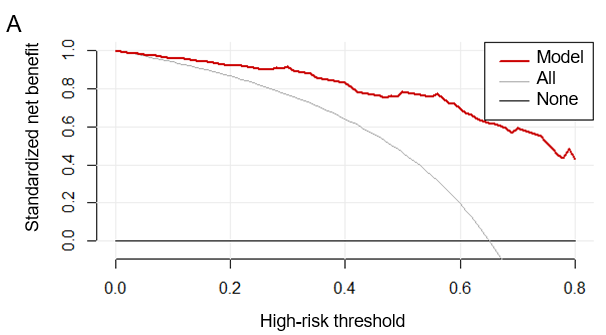 A
Standardized net benefit
1.0
0.8
0.6
0.4
0.2
0.0
Model
All
None
0.0 0.2 0.4 0.6 0.8
High-risk threshold